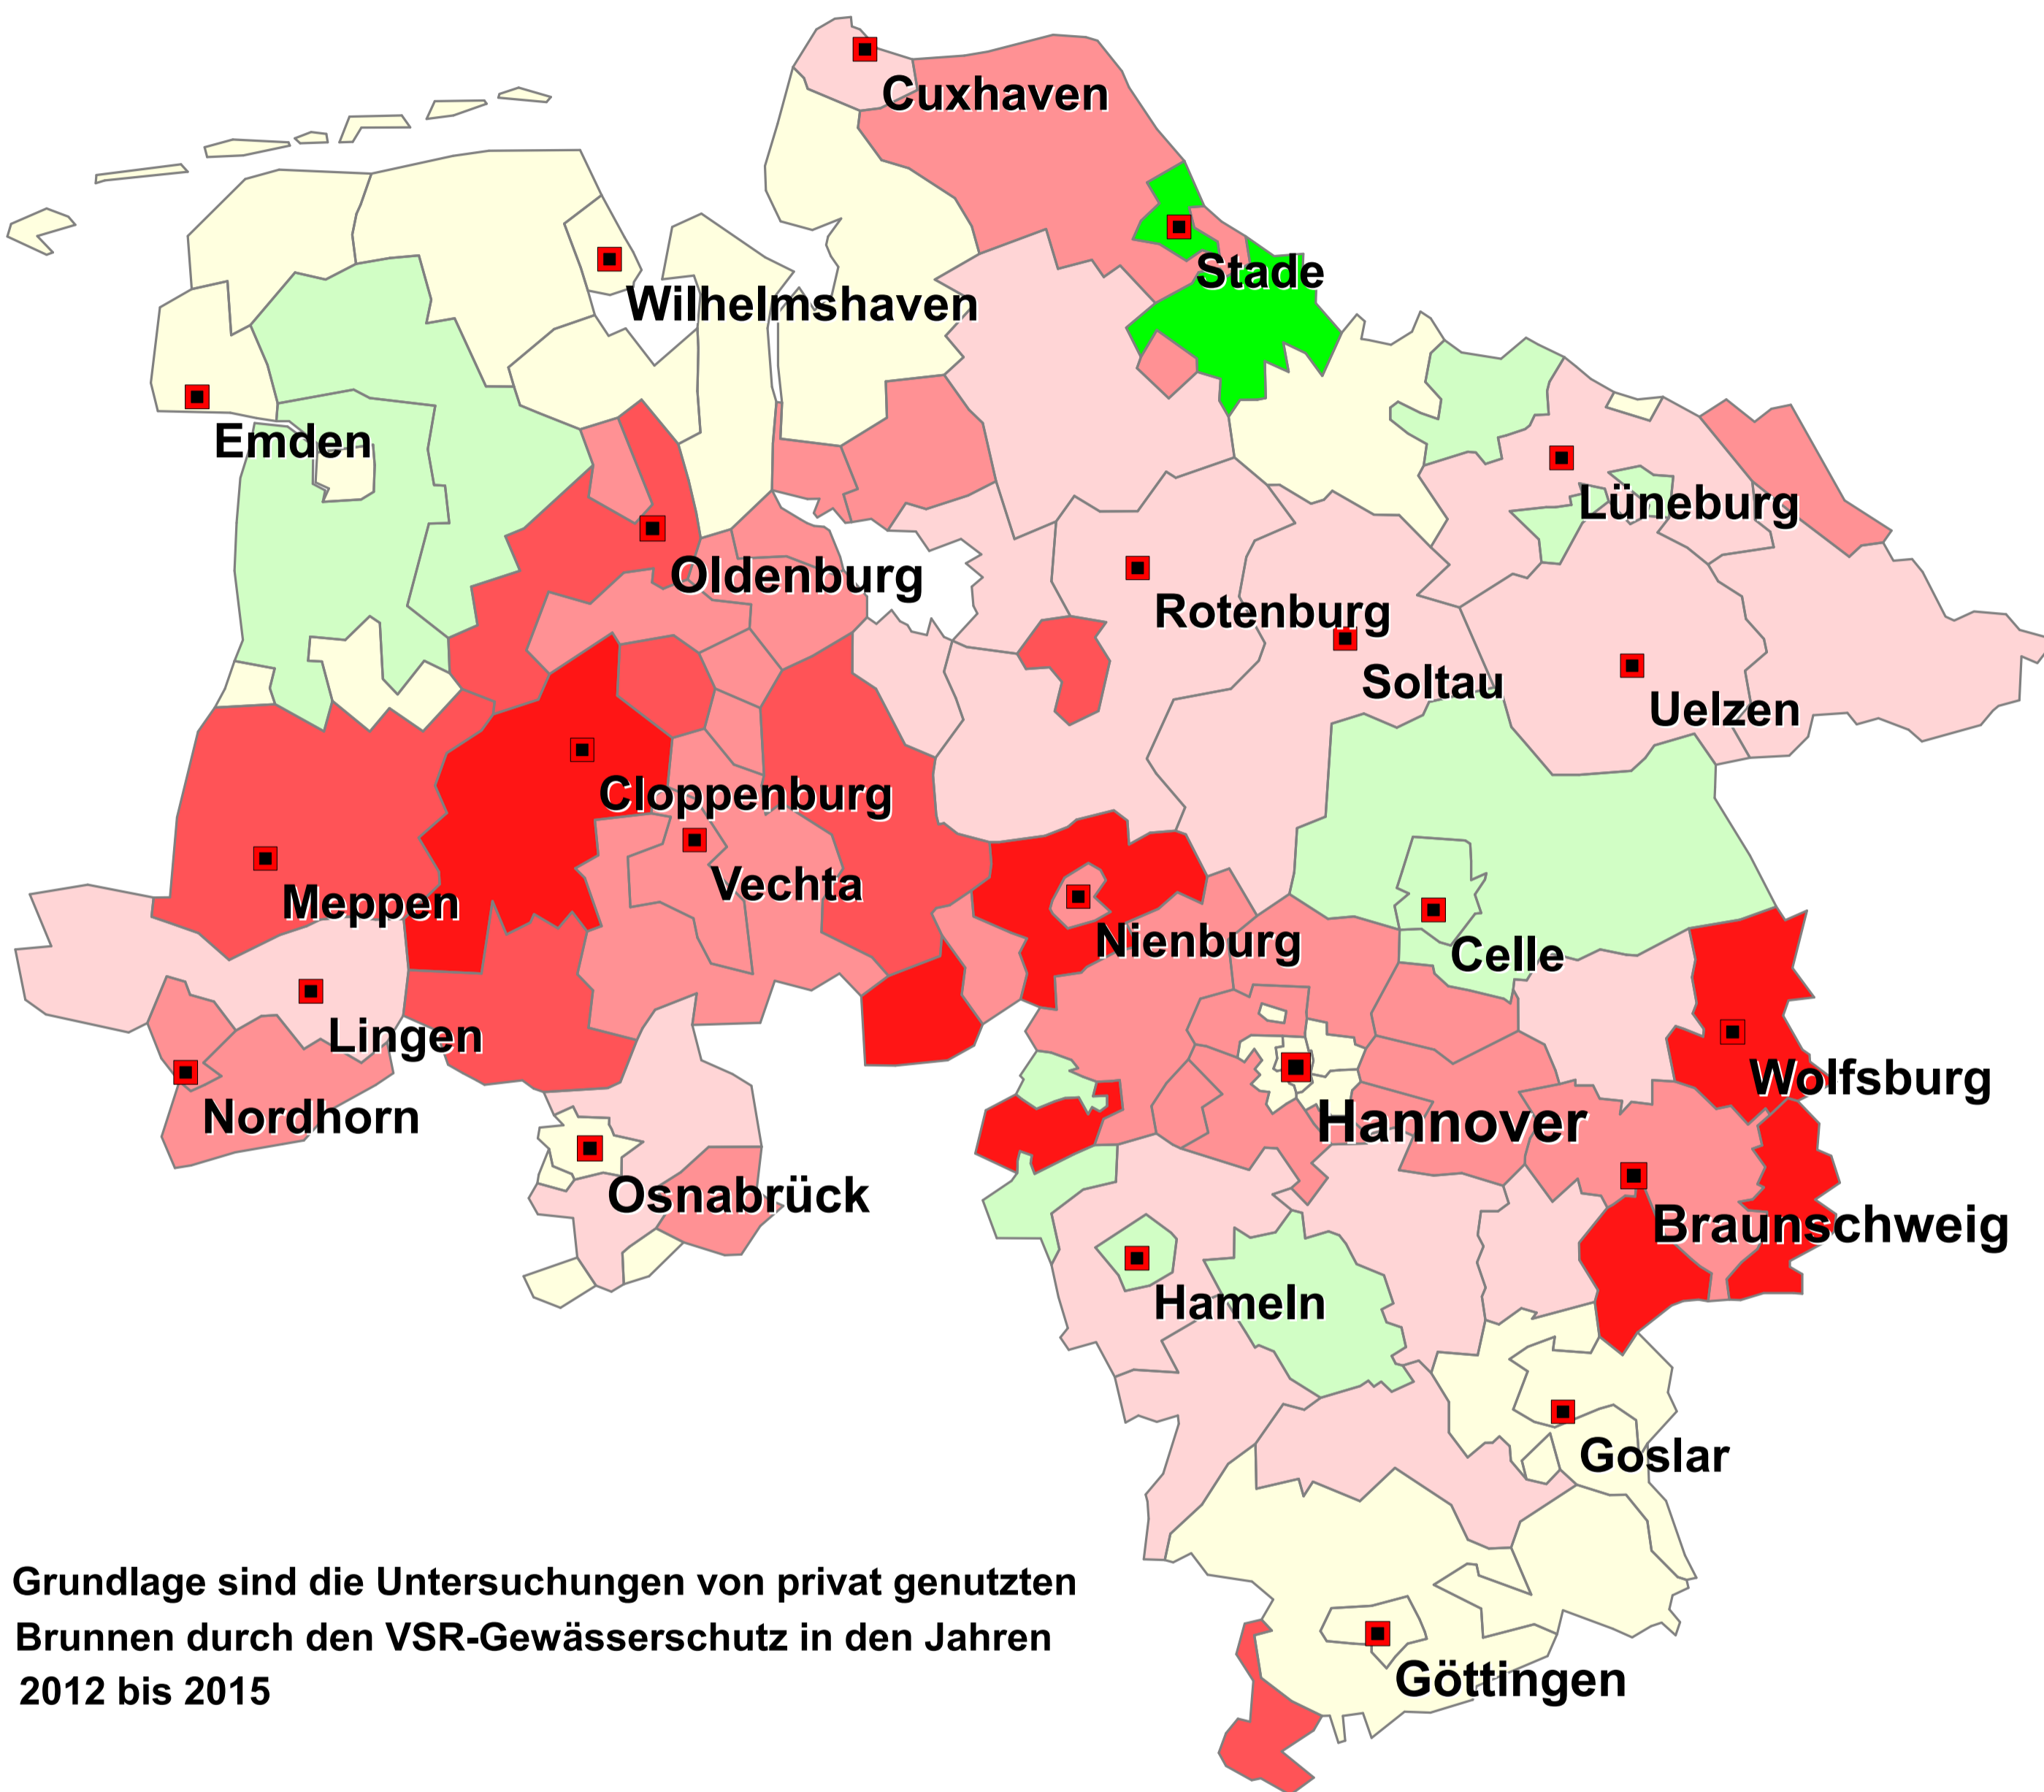 Cuxhaven
Stade
Wilhelmshaven
Emden
Lüneburg
Oldenburg
Rotenburg
Soltau
Uelzen
Cloppenburg
Vechta
Meppen
Nienburg
Celle
Lingen
Wolfsburg
Nordhorn
Hannover
Osnabrück
Braunschweig
Hameln
Goslar
Göttingen
Grundlage sind die Untersuchungen von privat genutzten
Brunnen durch den VSR-Gewässerschutz in den Jahren
2012 bis 2015